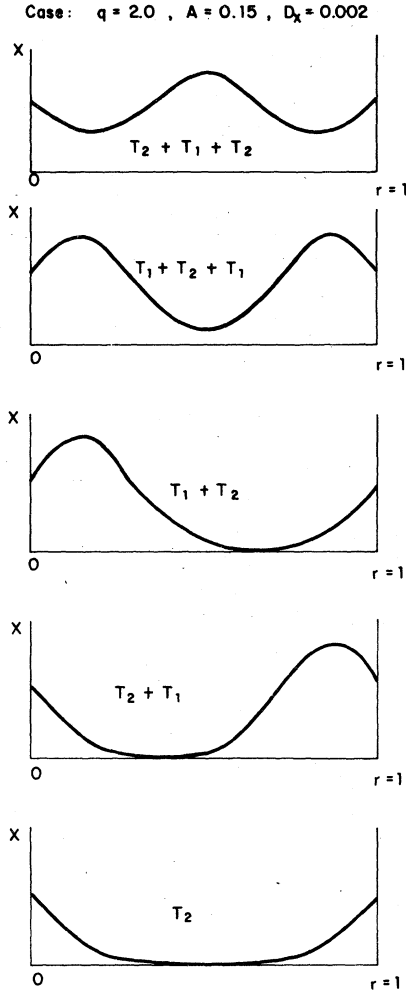 Case: q = 2.0 , A = 0.15 , Dx = 0.002
X
T2 + T1 + T2
0
r = 1
X
T1 + T2 + T1
0
r = 1
X
T1 + T2
0
r = 1
X
T2 + T1
0
r = 1
X
T2
0
r = 1